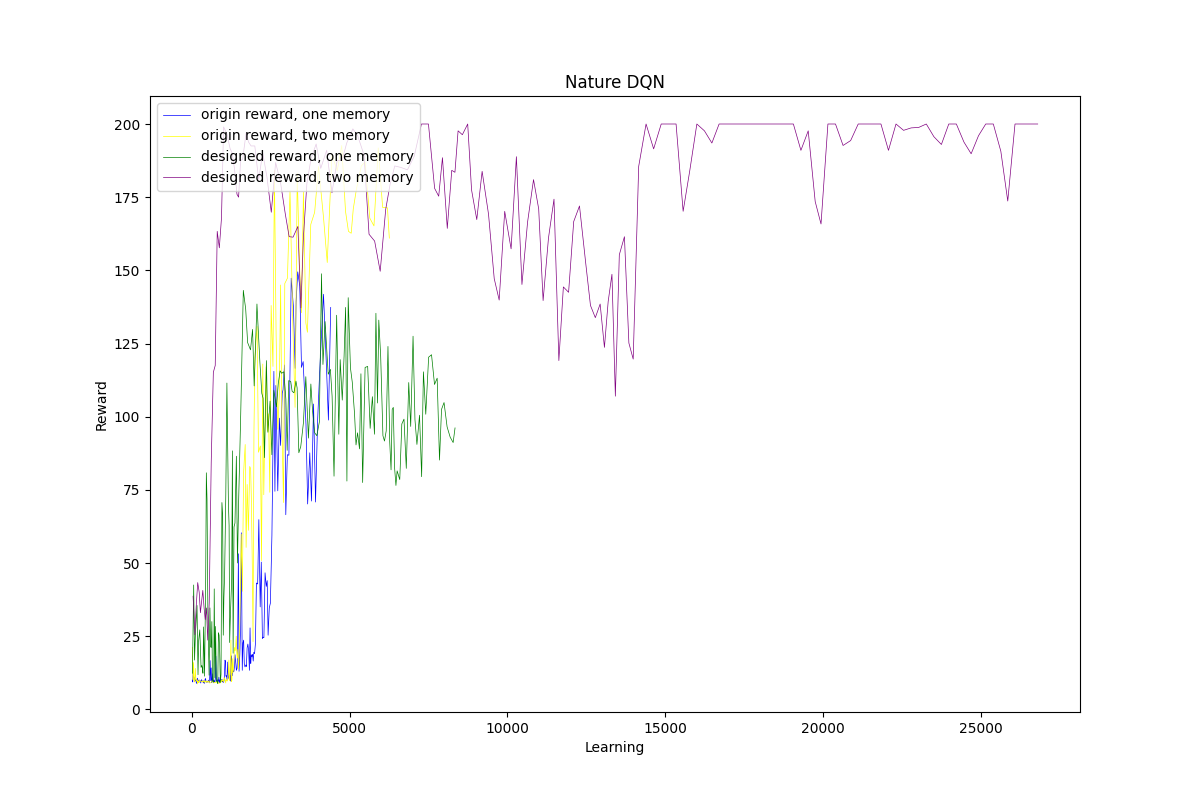 Nature DQN
origin reward, one memory
origin reward, two memory
designed reward, one memory
designed reward, two memory
200
175
150
125
100
75
50
25
0
Reward
0 5000 10000 15000 20000 25000
Learning